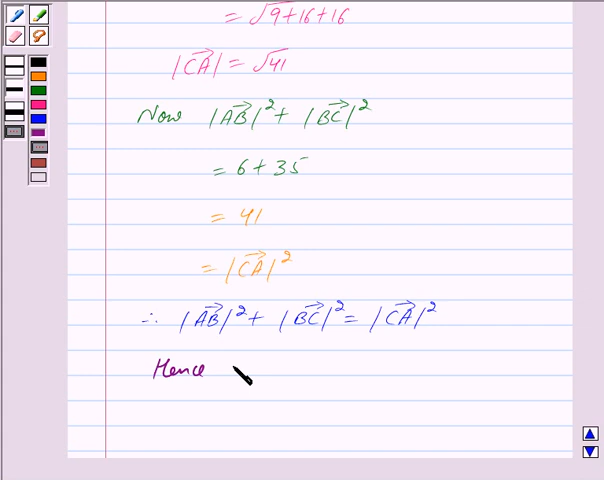 = √9+16+16
|CA⃗| = √41
Now |AB⃗|² + |BC⃗|²
= 6 + 35
= 41
= |CA⃗|²
∴ |AB⃗|² + |BC⃗|² = |CA⃗|²
Hence